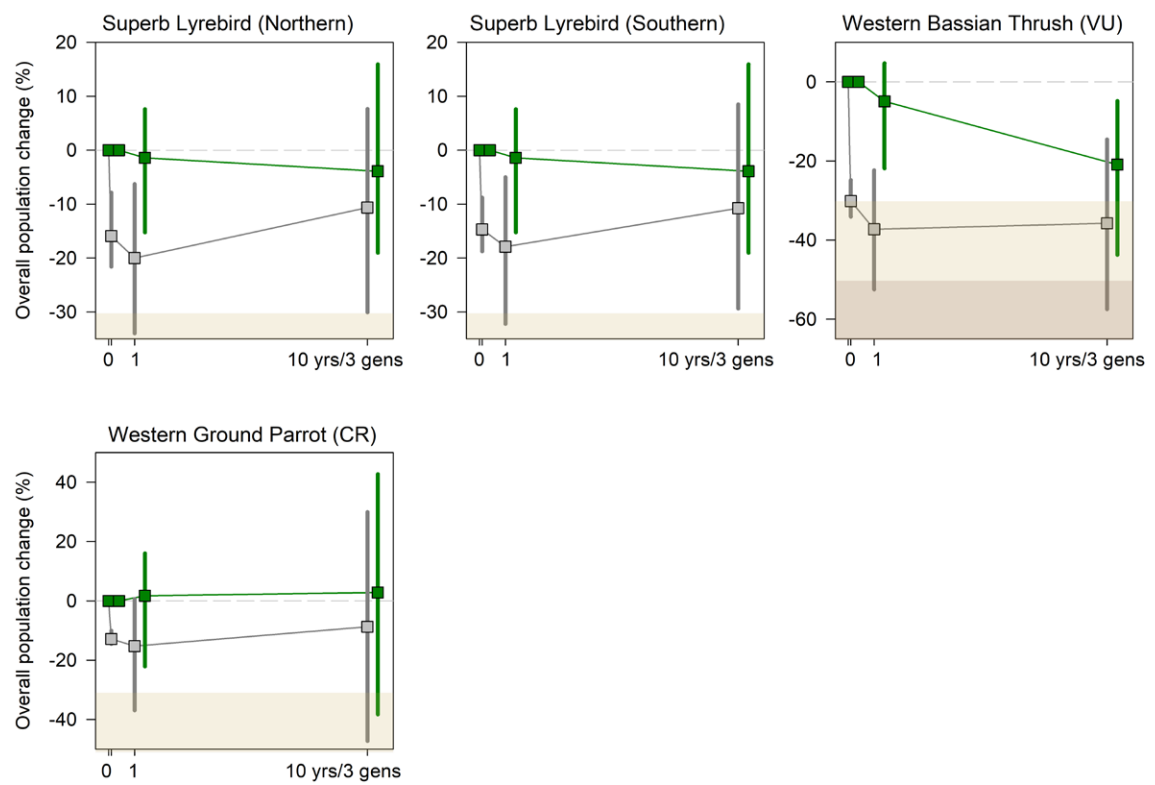 Superb Lyrebird (Northern)
Superb Lyrebird (Southern)
Western Bassian Thrush (VU)
Overall population change (%)
20
10
0
-10
-20
-30
0 1 10 yrs/3 gens
20
10
0
-10
-20
-30
0 1 10 yrs/3 gens
0
-20
-40
-60
0 1 10 yrs/3 gens
Western Ground Parrot (CR)
Overall population change (%)
40
20
0
-20
-40
0 1 10 yrs/3 gens